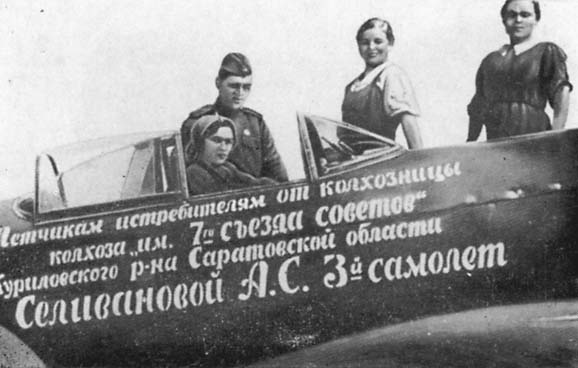 Летчикам истребителям от колхозницы
колхоза „им. 7го съезда советов“
Куриловского р-на Саратовской области
Селивановой А.С. 3й самолет